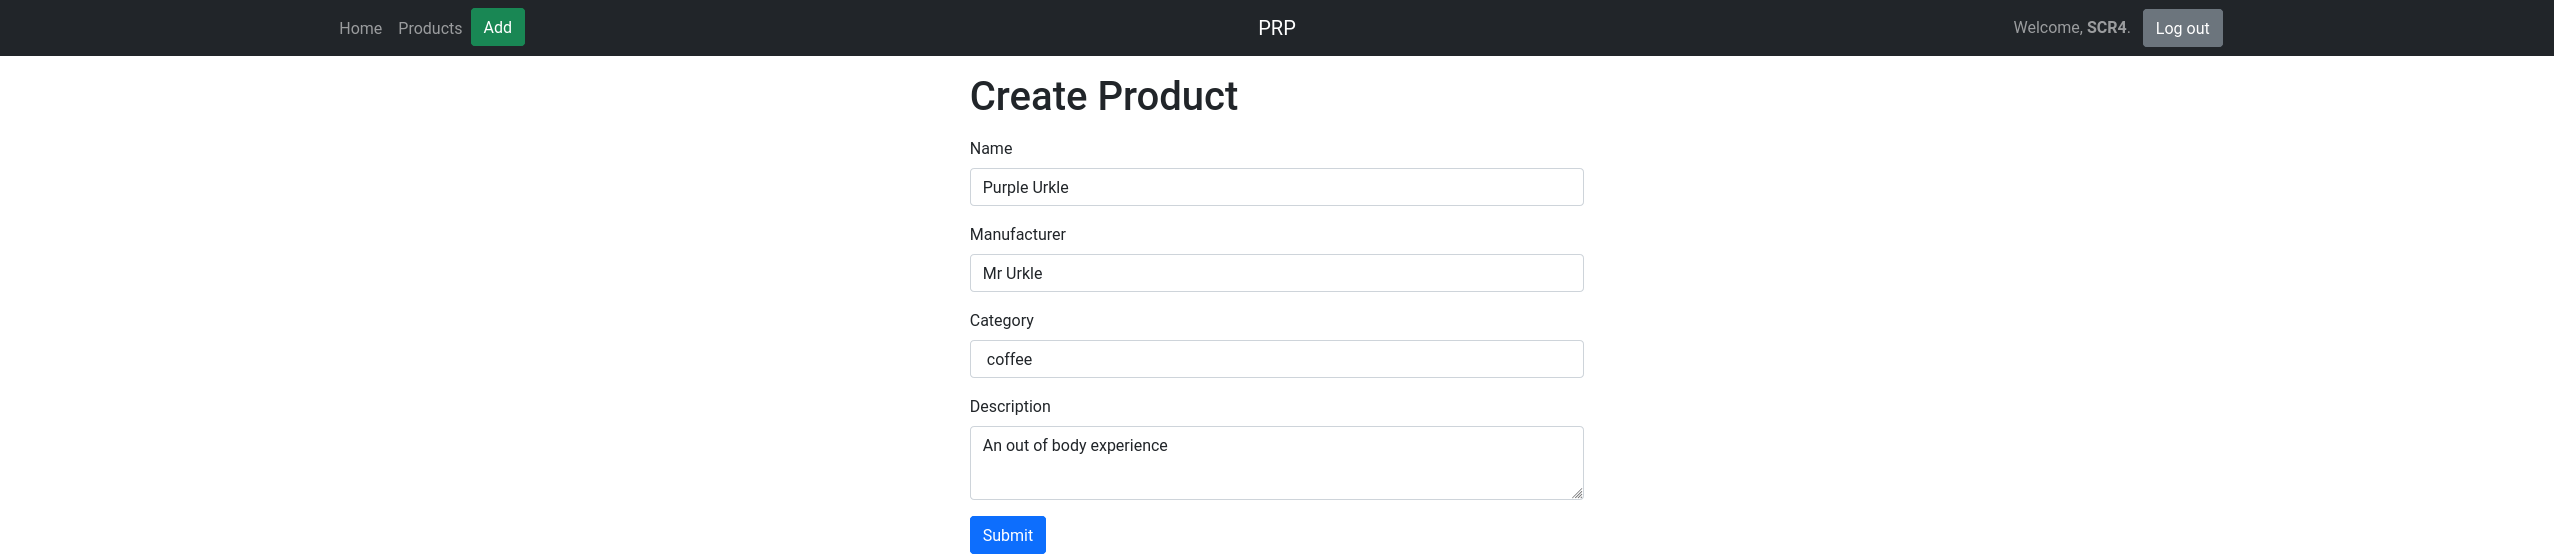 Home Products Add PRP Welcome, SCR4. Log out
Create Product
Name
Purple Urkle
Manufacturer
Mr Urkle
Category
coffee
Description
An out of body experience
Submit